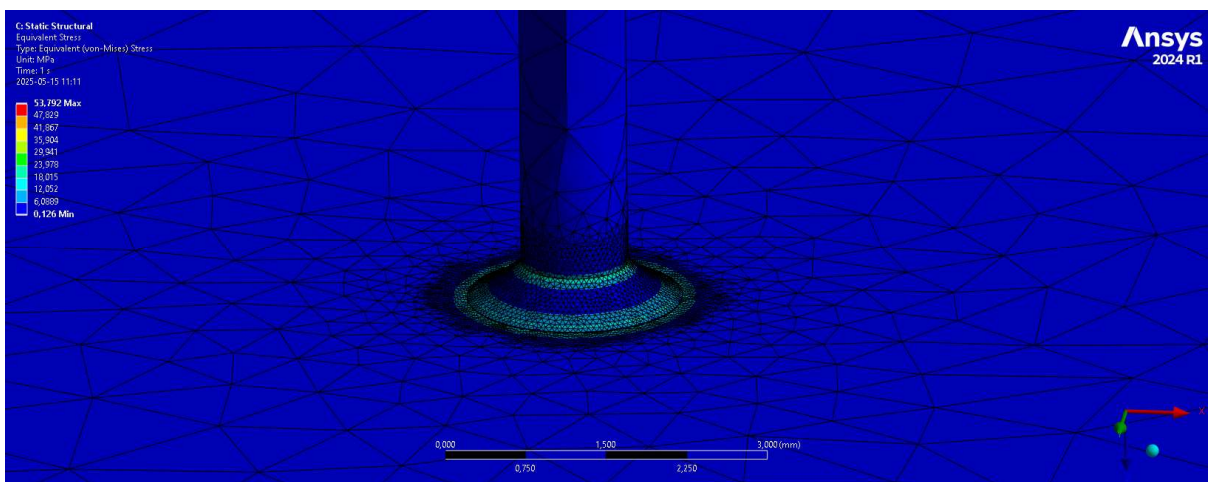 C: Static Structural
Equivalent Stress
Type: Equivalent (von-Mises) Stress
Unit: MPa
Time: 1 s
2025-05-15 11:11
53,792 Max
47,829
41,867
35,904
29,941
23,978
18,015
12,052
6,0889
0,126 Min
Ansys
2024 R1
0,000
1,500
3,000 (mm)
0,750
2,250
X